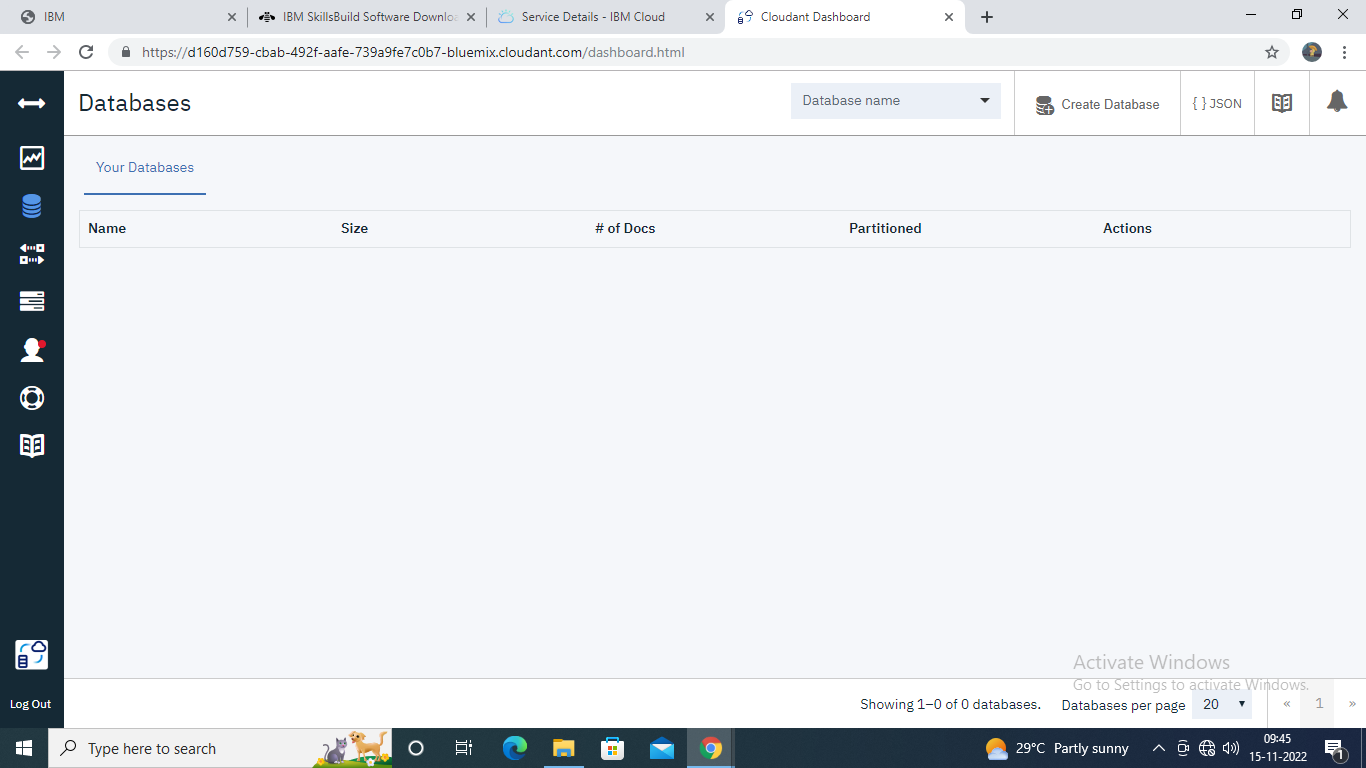 IBM
IBM SkillsBuild Software Downloa
Service Details - IBM Cloud
Cloudant Dashboard
https://d160d759-cbab-492f-aafe-739a9fe7c0b7-bluemix.cloudant.com/dashboard.html
Databases
Database name
Create Database
{ } JSON
Your Databases
Name Size # of Docs Partitioned Actions
Log Out
Activate Windows
Go to Settings to activate Windows.
Showing 1–0 of 0 databases.
Databases per page 20
« 1 »
Type here to search
29°C Partly sunny
09:45
15-11-2022
1